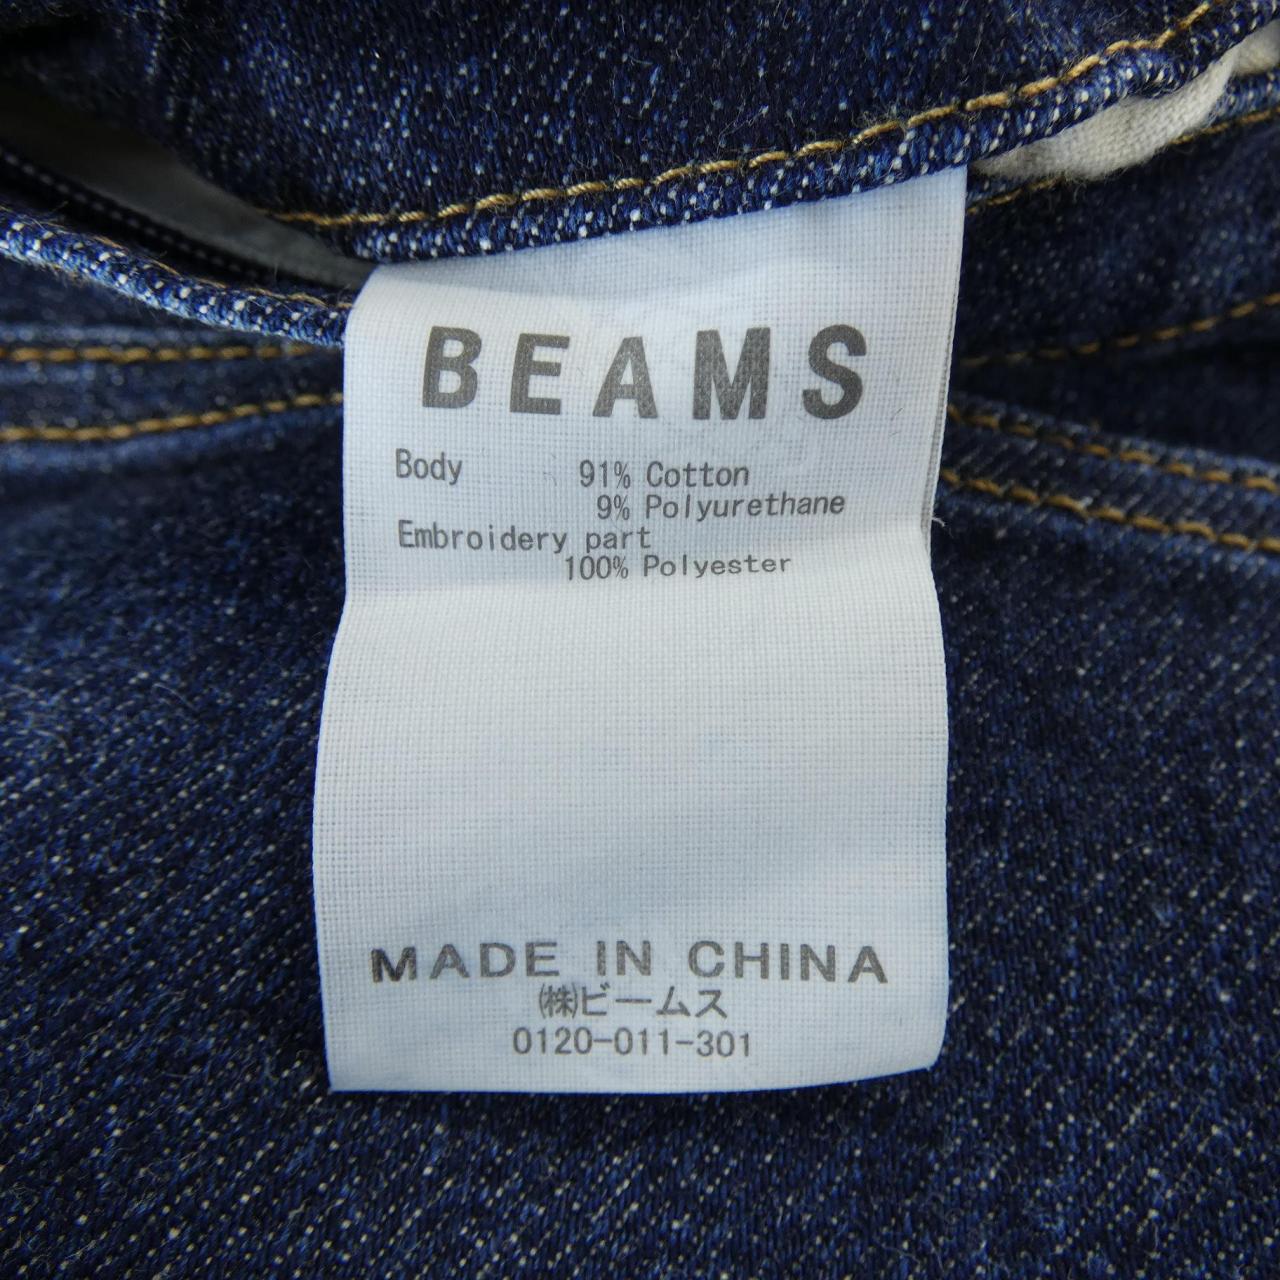 BEAMS
Body 91% Cotton
9% Polyurethane
Embroidery part
100% Polyester
MADE IN CHINA
㈱ビームス
0120-011-301